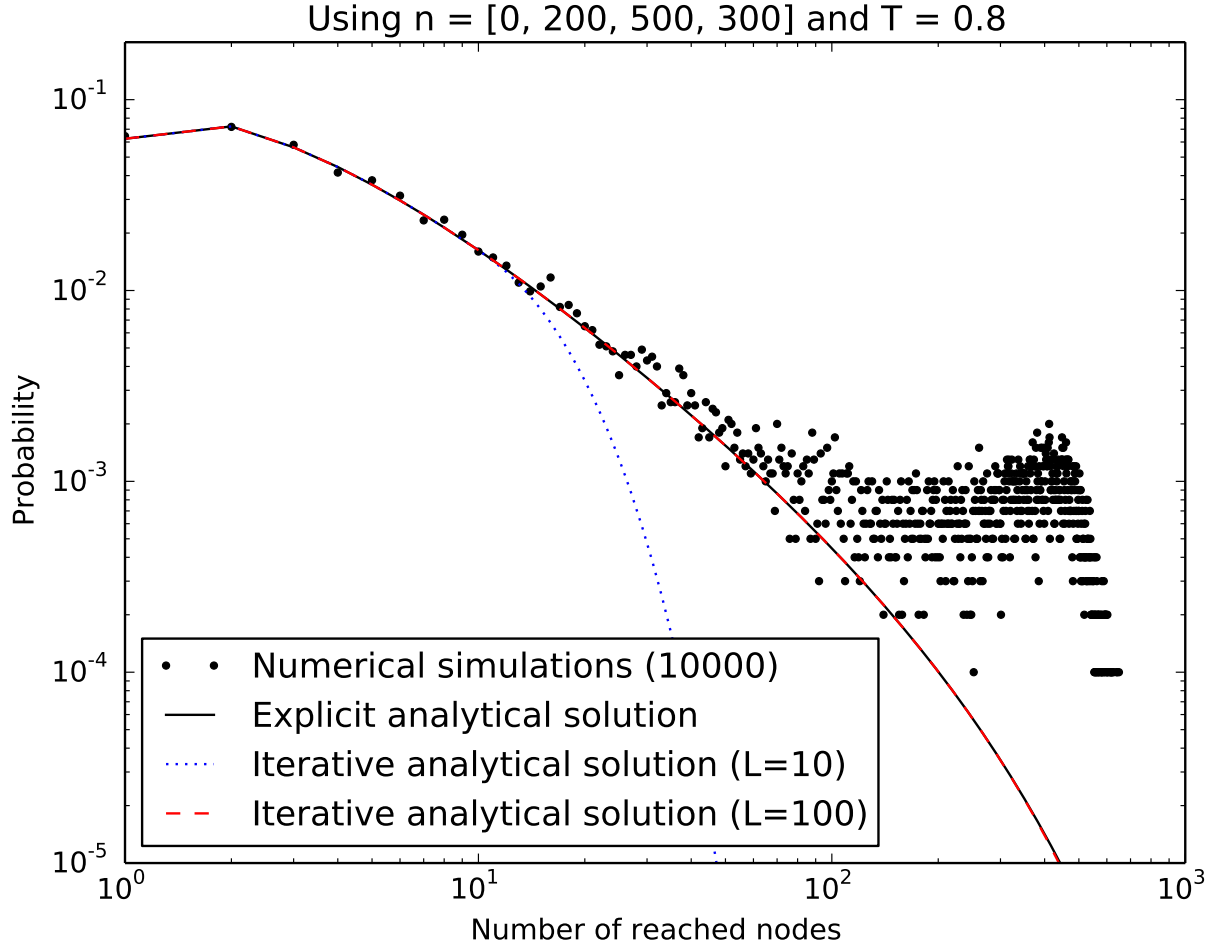 Using n = [0, 200, 500, 300] and T = 0.8
10^-1
10^-2
10^-3
10^-4
10^-5
Probability
Numerical simulations (10000)
Explicit analytical solution
Iterative analytical solution (L=10)
Iterative analytical solution (L=100)
10^0 10^1 10^2 10^3
Number of reached nodes